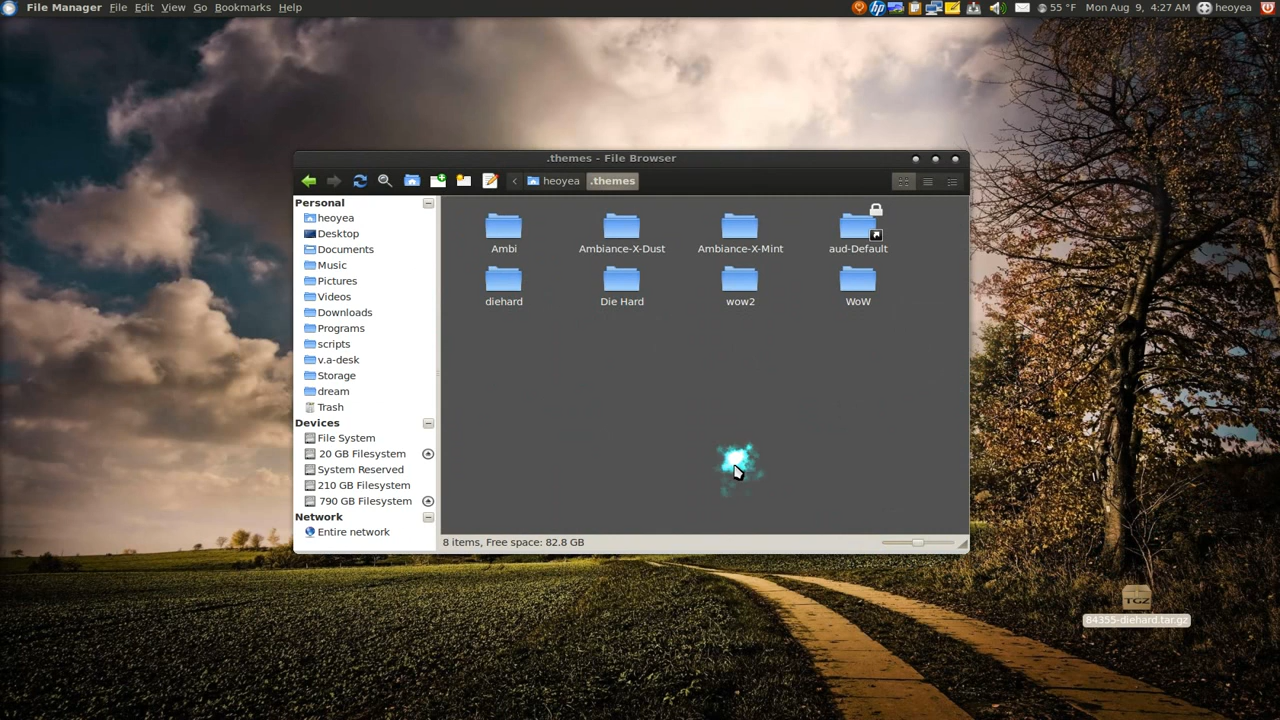 File Manager File Edit View Go Bookmarks Help
55 °F Mon Aug 9, 4:27 AM heoyea
.themes - File Browser
heoyea .themes
Personal
heoyea
Desktop
Documents
Music
Pictures
Videos
Downloads
Programs
scripts
v.a-desk
Storage
dream
Trash
Devices
File System
20 GB Filesystem
System Reserved
210 GB Filesystem
790 GB Filesystem
Network
Entire network
Ambi Ambiance-X-Dust Ambiance-X-Mint aud-Default
diehard Die Hard wow2 WoW
8 items, Free space: 82.8 GB
TGZ
84355-diehard.tar.gz